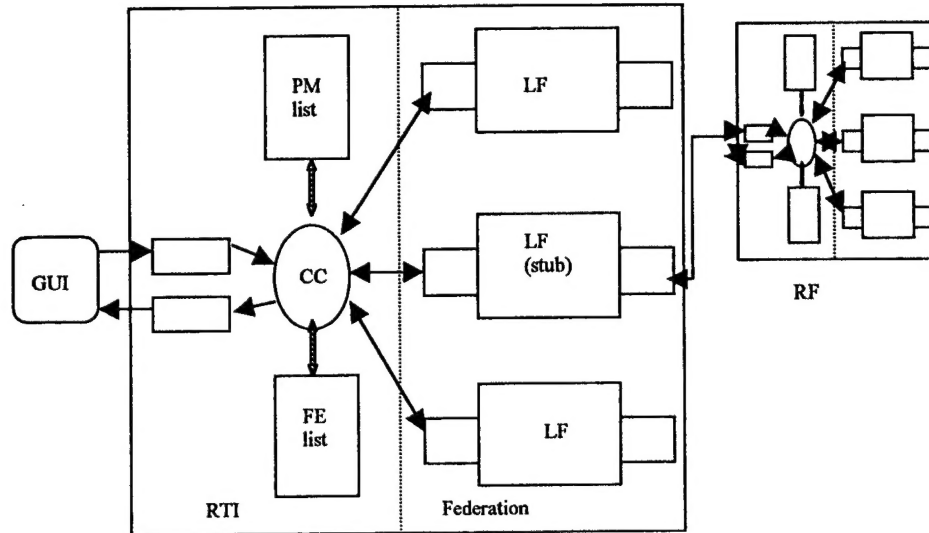 PM
list
LF
GUI
CC
LF
(stub)
RF
FE
list
LF
RTI
Federation